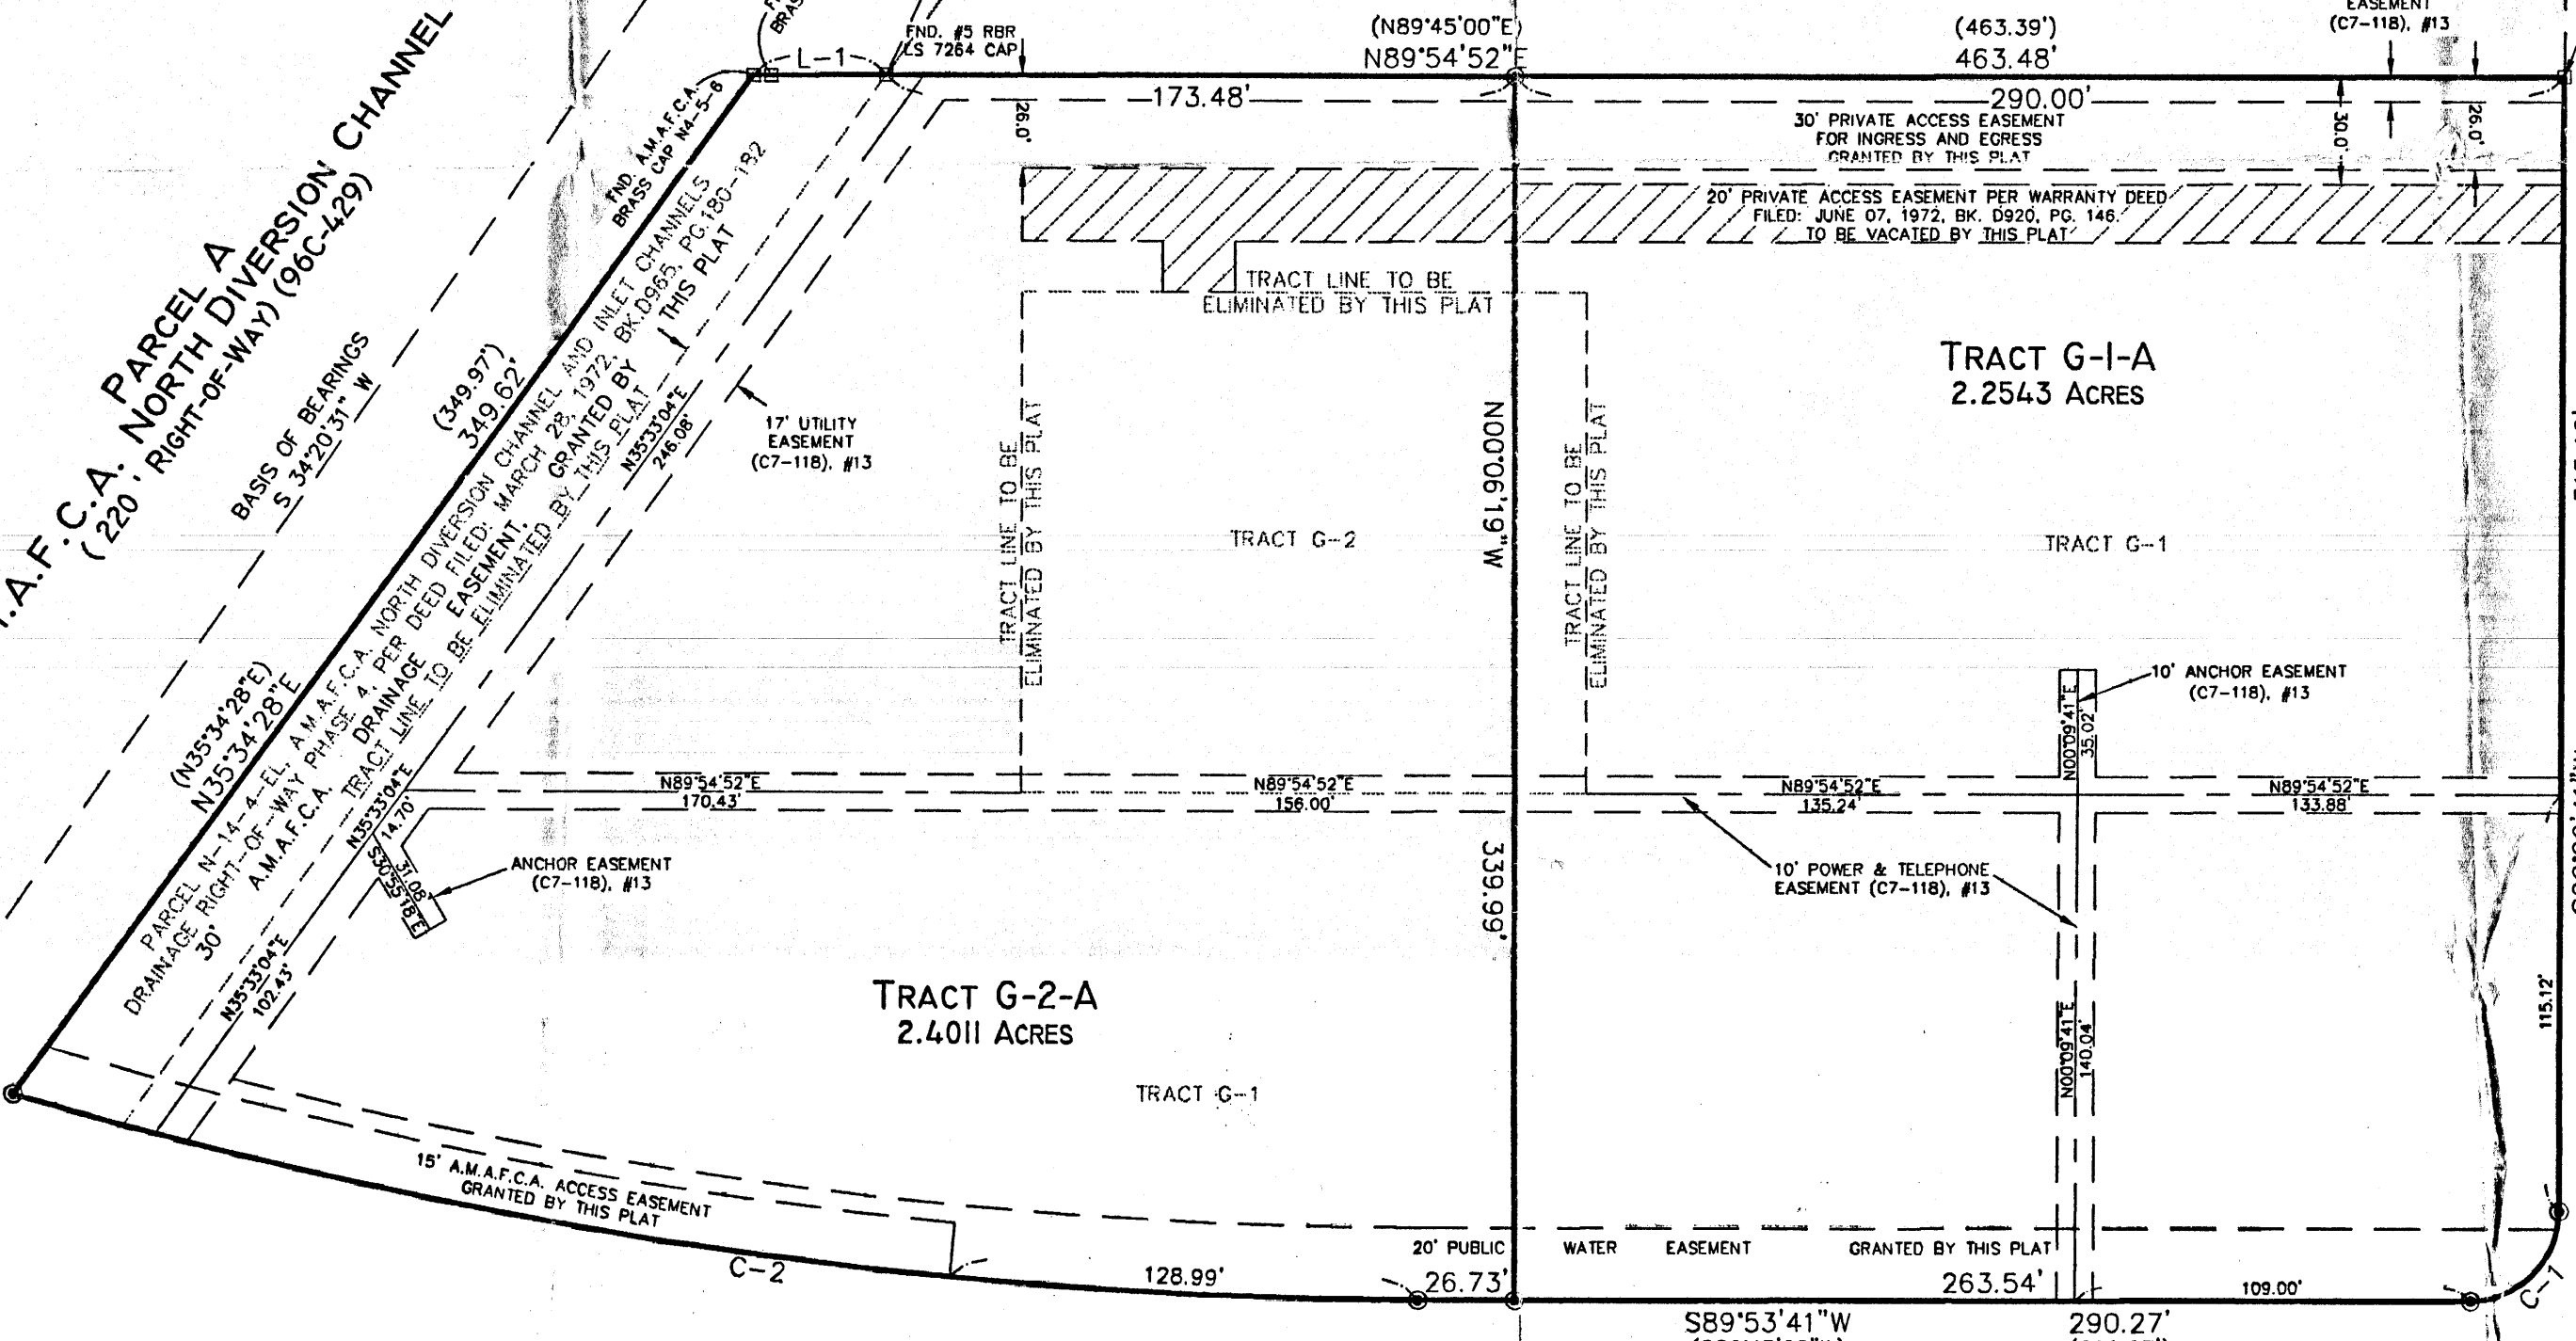 EASEMENT
(C7-118), #13
FND. #5 RBR
LS 7264 CAP
L-1
(N89°45'00"E)
N89°54'52"E
(463.39')
463.48'
173.48'
290.00'
26.0'
30.0'
26.0'
30' PRIVATE ACCESS EASEMENT
FOR INGRESS AND EGRESS
GRANTED BY THIS PLAT
20' PRIVATE ACCESS EASEMENT PER WARRANTY DEED
FILED: JUNE 07, 1972, BK. D920, PG. 146.
TO BE VACATED BY THIS PLAT
FND. A.M.A.F.C.A.
BRASS CAP N4-5-6
PARCEL A
A.F.C.A. NORTH DIVERSION CHANNEL
(220' RIGHT-OF-WAY) (96C-429)
BASIS OF BEARINGS
S 34°20'31" W
(349.97')
349.62'
(N35°34'28"E)
N35°34'28"E
PARCEL N-14-4-EL, A.M.A.F.C.A. NORTH DIVERSION CHANNEL AND INLET CHANNELS
DRAINAGE RIGHT-OF-WAY PHASE 4, PER DEED FILED: MARCH 28, 1972, BK.D965, PG.180-182
30' A.M.A.F.C.A. DRAINAGE EASEMENT, GRANTED BY THIS PLAT
TRACT LINE TO BE ELIMINATED BY THIS PLAT
N35°33'04"E
246.08'
17' UTILITY
EASEMENT
(C7-118), #13
TRACT LINE TO BE
ELIMINATED BY THIS PLAT
TRACT LINE TO BE
ELIMINATED BY THIS PLAT
TRACT LINE TO BE
ELIMINATED BY THIS PLAT
TRACT G-1-A
2.2543 ACRES
N00°06'19"W
339.99'
TRACT G-2
TRACT G-1
10' ANCHOR EASEMENT
(C7-118), #13
N00°09'41"E
35.02'
N89°54'52"E
170.43'
N89°54'52"E
156.00'
N89°54'52"E
135.24'
N89°54'52"E
133.88'
N35°33'04"E
14.70'
31.08'
S30°55'18"E
ANCHOR EASEMENT
(C7-118), #13
10' POWER & TELEPHONE
EASEMENT (C7-118), #13
N35°33'04"E
102.43'
TRACT G-2-A
2.4011 ACRES
TRACT G-1
N00°09'41"E
140.04'
115.12'
15' A.M.A.F.C.A. ACCESS EASEMENT
GRANTED BY THIS PLAT
20' PUBLIC WATER EASEMENT GRANTED BY THIS PLAT
C-2
128.99'
26.73'
263.54'
109.00'
C-1
S89°53'41"W
290.27'